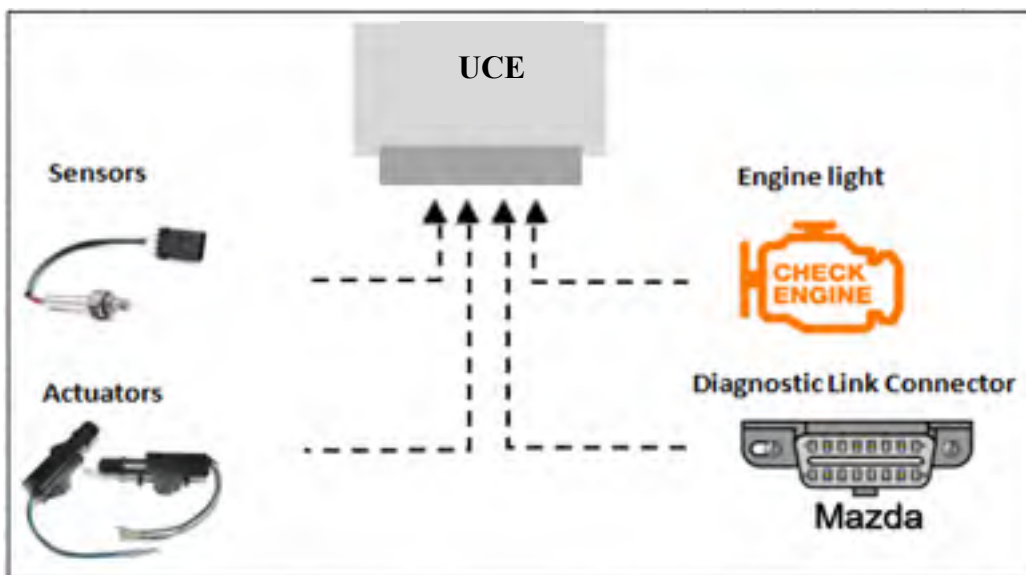 UCE
Sensors
Engine light
CHECK
ENGINE
Actuators
Diagnostic Link Connector
Mazda